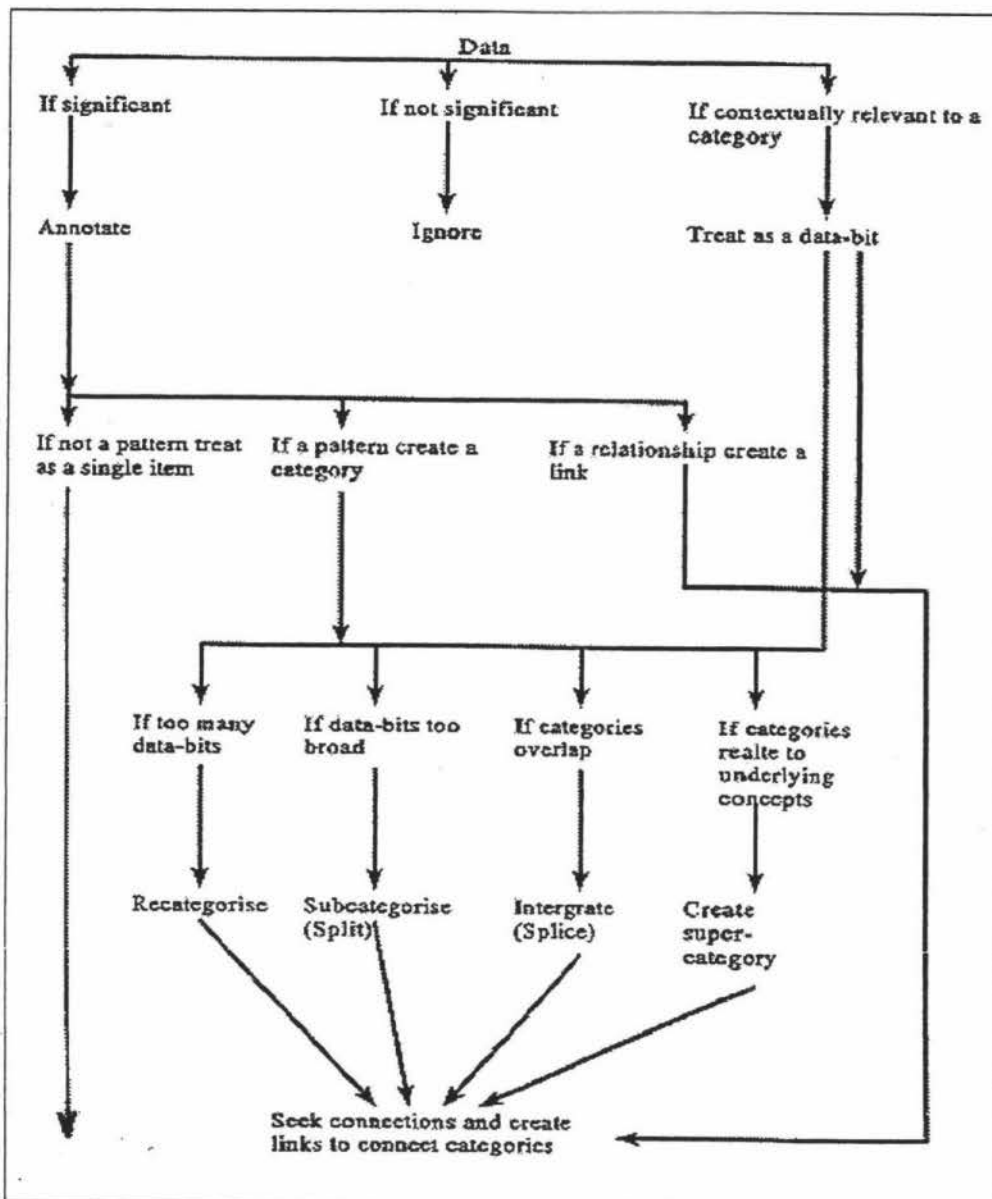 Data
If significant
If not significant
If contextually relevant to a
category
Annotate
Ignore
Treat as a data-bit
If not a pattern treat
as a single item
If a pattern create a
category
If a relationship create a
link
If too many
data-bits
If data-bits too
broad
If categories
overlap
If categories
realte to
underlying
concepts
Recategorise
Subcategorise
(Split)
Intergrate
(Splice)
Create
super-
category
Seek connections and create
links to connect categories